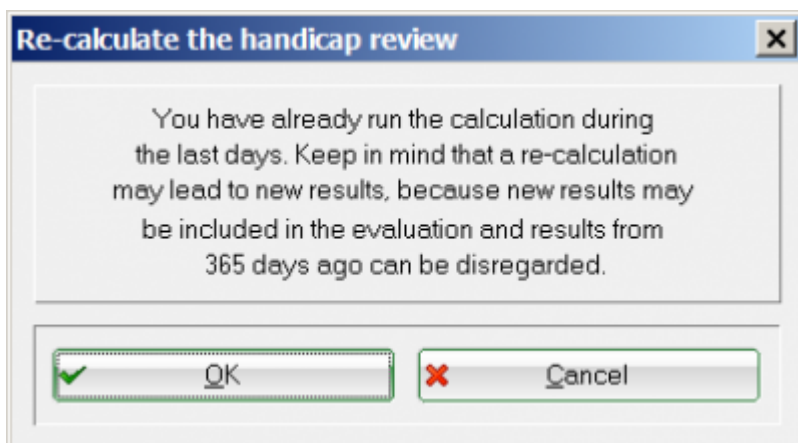 Re-calculate the handicap review
You have already run the calculation during
the last days. Keep in mind that a re-calculation
may lead to new results, because new results may
be included in the evaluation and results from
365 days ago can be disregarded.
OK
Cancel